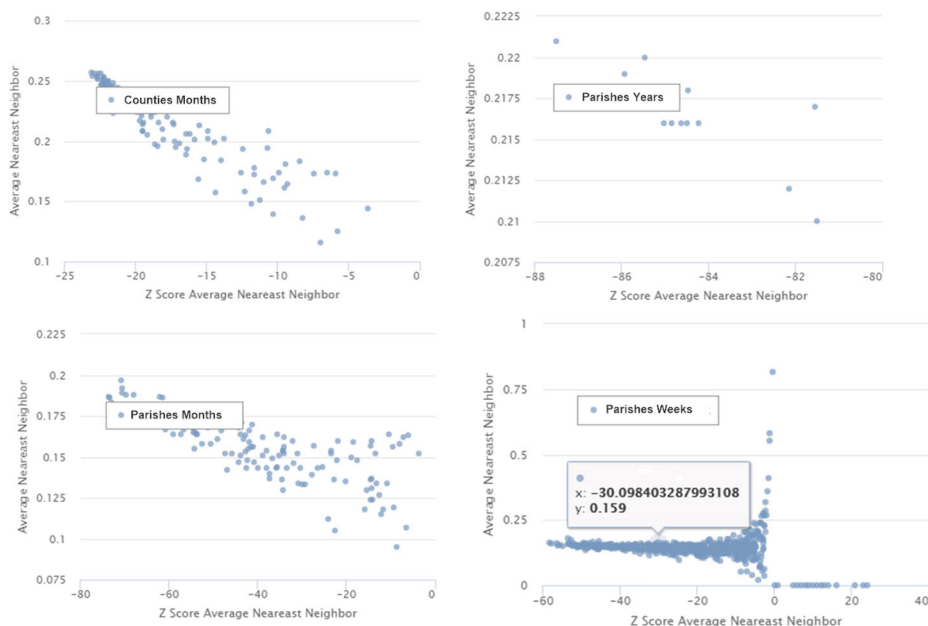 0.3
0.25
0.2
0.15
0.1
Average Neareast Neighbor
Counties Months
−25 −20 −15 −10 −5 0
Z Score Average Neareast Neighbor
0.2225
0.22
0.2175
0.215
0.2125
0.21
0.2075
Average Neareast Neighbor
Parishes Years
−88 −86 −84 −82 −80
Z Score Average Neareast Neighbor
0.225
0.2
0.175
0.15
0.125
0.1
0.075
Average Neareast Neighbor
Parishes Months
−80 −60 −40 −20 0
Z Score Average Neareast Neighbor
1
0.75
0.5
0.25
0
Average Neareast Neighbor
Parishes Weeks
x: −30.098403287993108
y: 0.159
−60 −40 −20 0 20 40
Z Score Average Neareast Neighbor